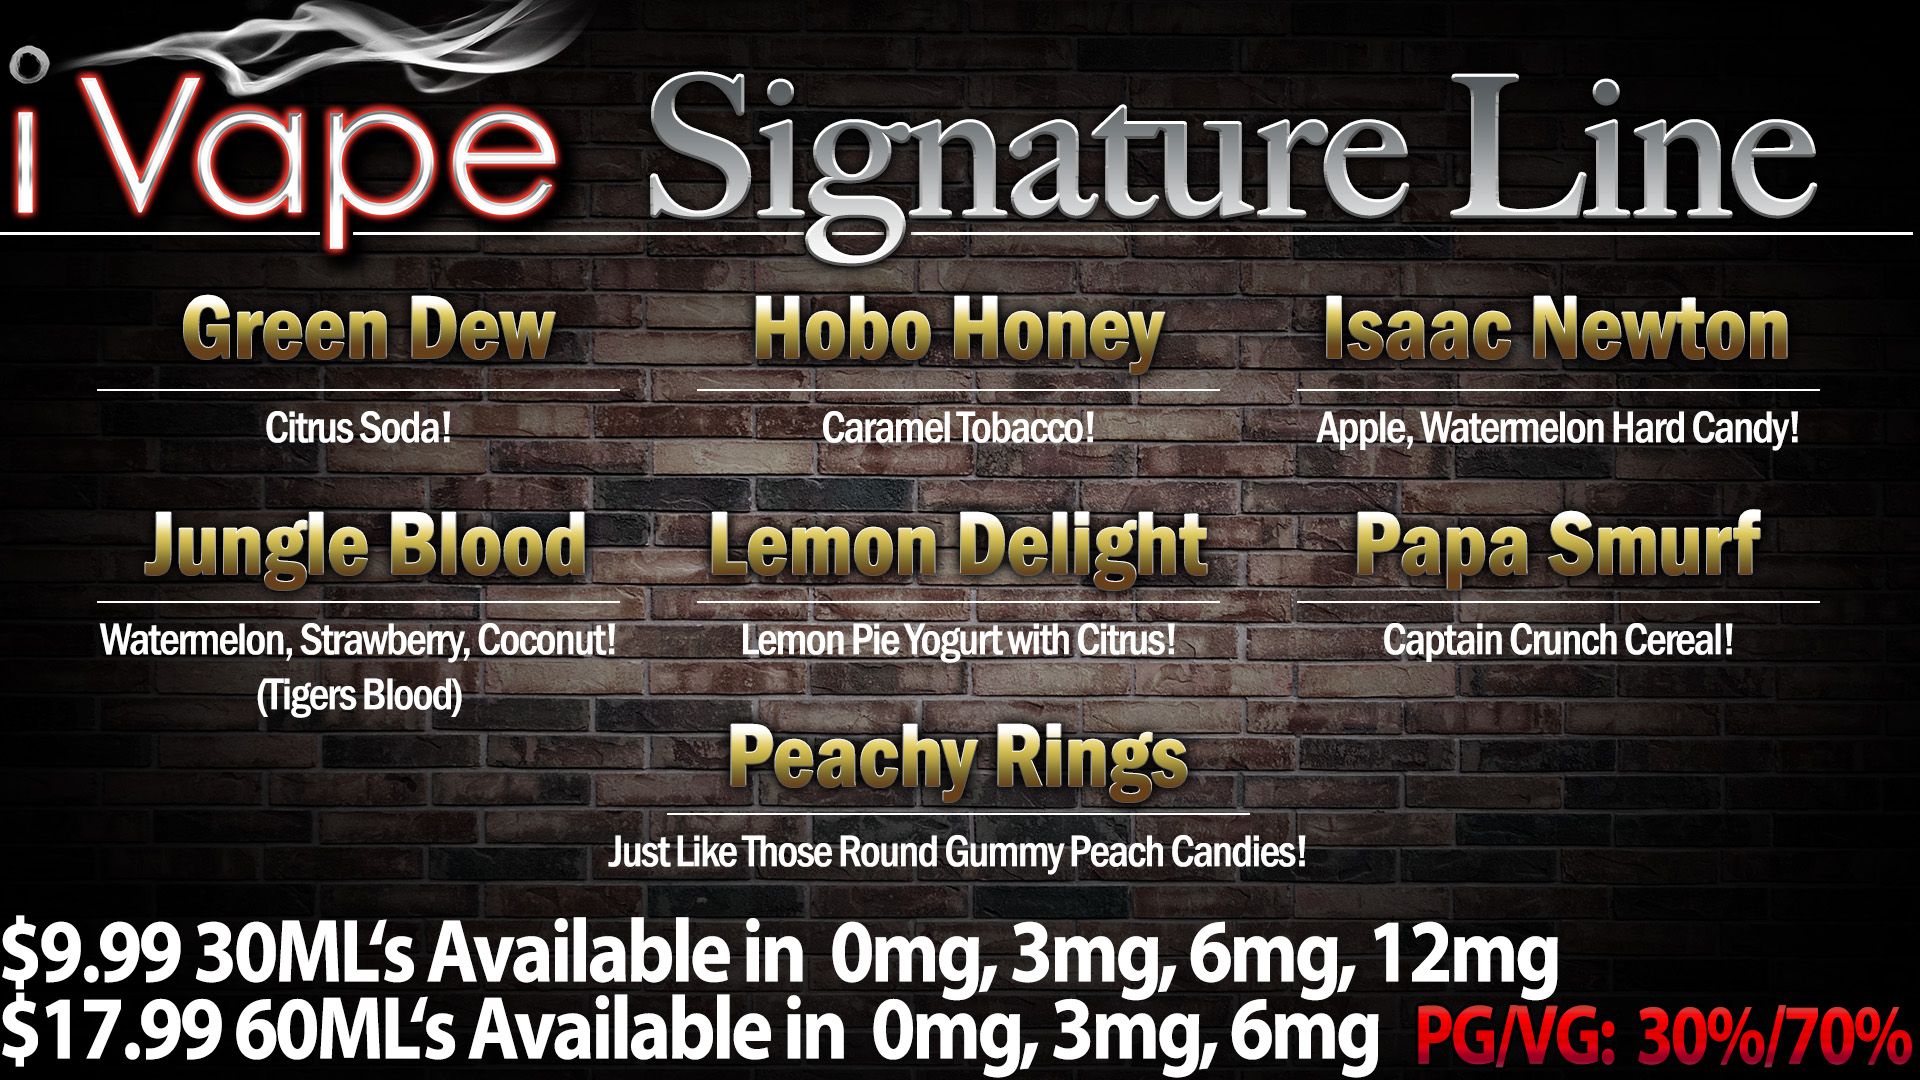 i Vape Signature Line
Green Dew
Citrus Soda!
Hobo Honey
Caramel Tobacco!
Isaac Newton
Apple, Watermelon Hard Candy!
Jungle Blood
Watermelon, Strawberry, Coconut!
(Tigers Blood)
Lemon Delight
Lemon Pie Yogurt with Citrus!
Papa Smurf
Captain Crunch Cereal!
Peachy Rings
Just Like Those Round Gummy Peach Candies!
$9.99 30ML‘s Available in 0mg, 3mg, 6mg, 12mg
$17.99 60ML‘s Available in 0mg, 3mg, 6mg PG/VG: 30%/70%